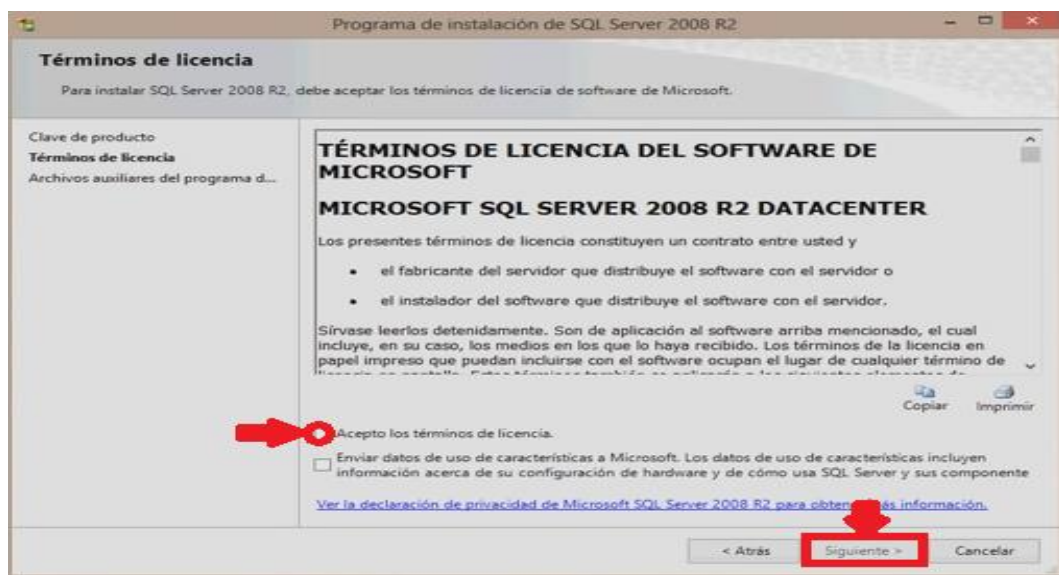 Programa de instalación de SQL Server 2008 R2
Términos de licencia
Para instalar SQL Server 2008 R2, debe aceptar los términos de licencia de software de Microsoft.
Clave de producto
Términos de licencia
Archivos auxiliares del programa d...
TÉRMINOS DE LICENCIA DEL SOFTWARE DE
MICROSOFT
MICROSOFT SQL SERVER 2008 R2 DATACENTER
Los presentes términos de licencia constituyen un contrato entre usted y
• el fabricante del servidor que distribuye el software con el servidor o
• el instalador del software que distribuye el software con el servidor.
Sírvase leerlos detenidamente. Son de aplicación al software arriba mencionado, el cual
incluye, en su caso, los medios en los que lo haya recibido. Los términos de la licencia en
papel impreso que puedan incluirse con el software ocupan el lugar de cualquier término de
Copiar Imprimir
Acepto los términos de licencia.
Enviar datos de uso de características a Microsoft. Los datos de uso de características incluyen
información acerca de su configuración de hardware y de cómo usa SQL Server y sus componente
Ver la declaración de privacidad de Microsoft SQL Server 2008 R2 para información.
< Atrás Siguiente > Cancelar